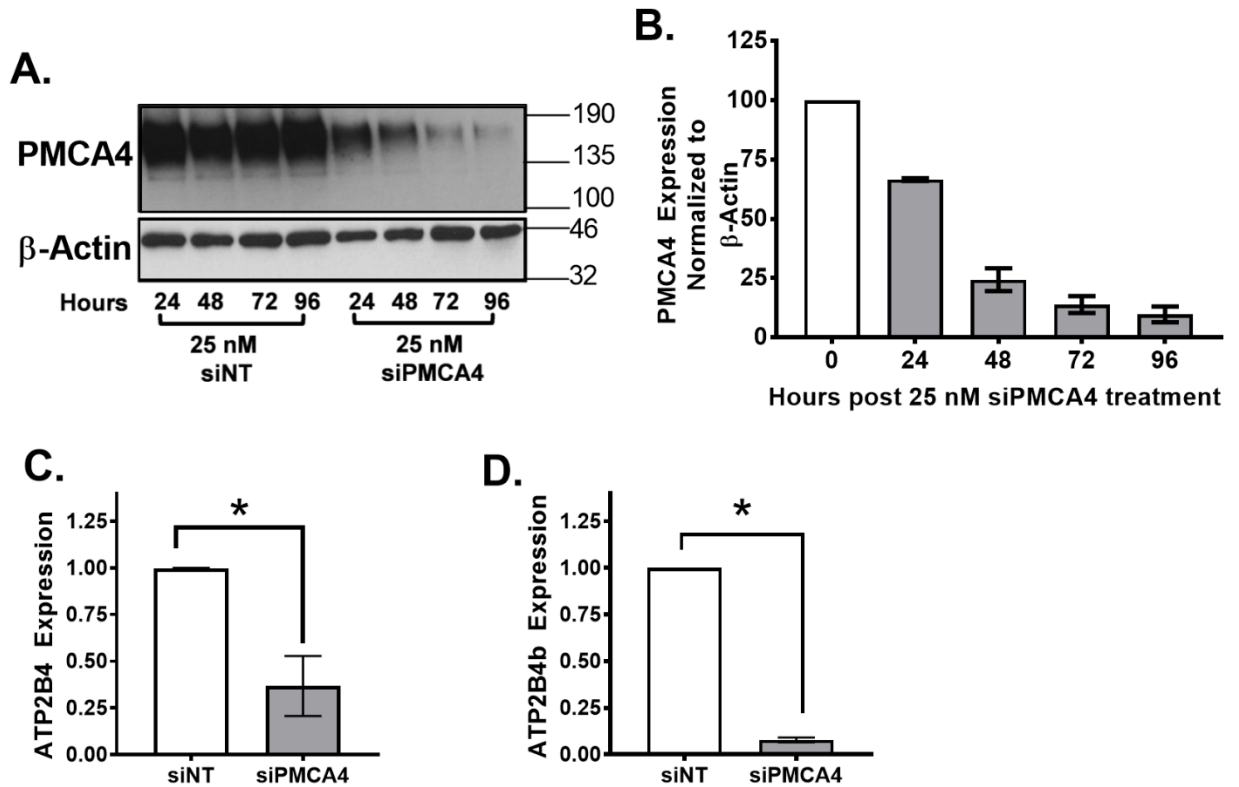 A.
PMCA4
190
135
100
β-Actin
46
32
Hours 24 48 72 96 24 48 72 96
25 nM siNT
25 nM siPMCA4
B.
PMCA4 Expression
Normalized to
β-Actin
125
100
75
50
25
0
0 24 48 72 96
Hours post 25 nM siPMCA4 treatment
C.
ATP2B4 Expression
1.25
1.00
0.75
0.50
0.25
0.00
*
siNT siPMCA4
D.
ATP2B4b Expression
1.25
1.00
0.75
0.50
0.25
0.00
*
siNT siPMCA4